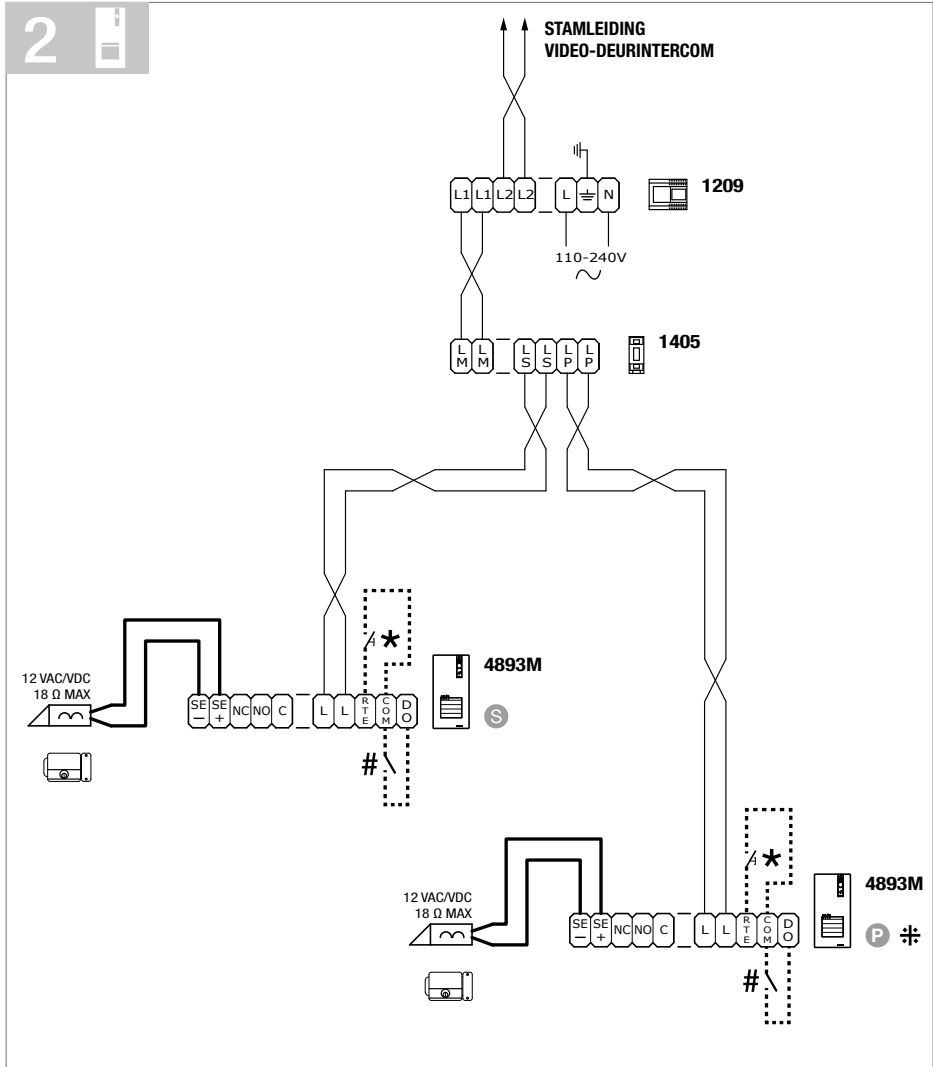 2
STAMLEIDING
VIDEO-DEURINTERCOM
L1 L1 L2 L2 L N
1209
110-240V
LM LM LS LS LP LP
1405
12 VAC/VDC
18 Ω MAX
SE - SE + NC NO C L L RTE COM DO
*
4893M
S
#
12 VAC/VDC
18 Ω MAX
SE - SE + NC NO C L L RTE COM DO
*
4893M
P
#